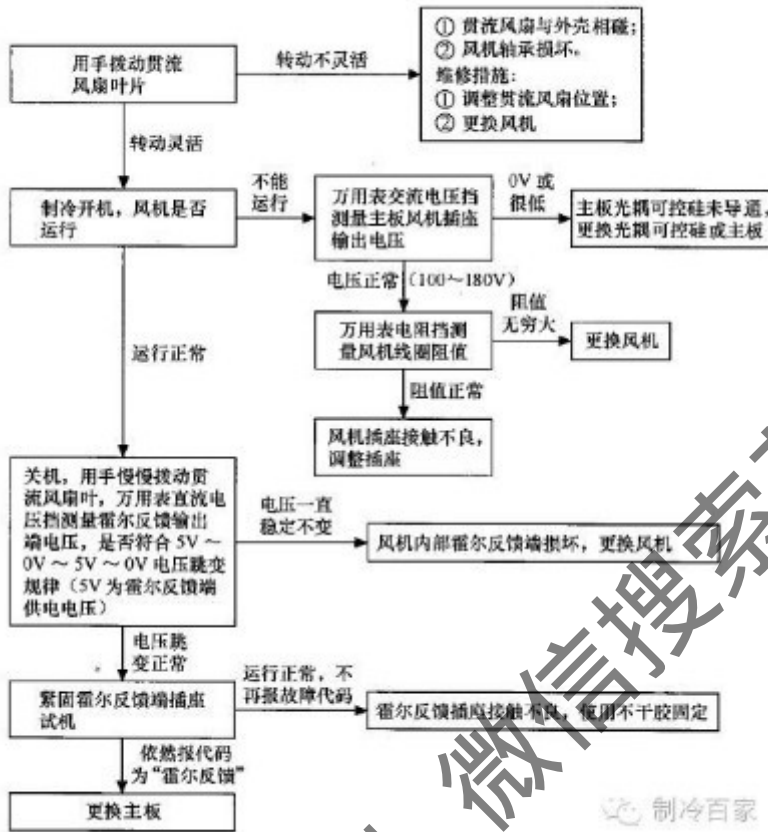 用手拨动贯流
风扇叶片
转动不灵活
① 贯流风扇与外壳相碰；
② 风机轴承损坏。
维修措施：
① 调整贯流风扇位置；
② 更换风机
转动灵活
制冷开机，风机是否
运行
不能
运行
万用表交流电压挡
测量主板风机插座
输出电压
0V 或
很低
主板光耦可控硅未导通，
更换光耦可控硅或主板
电压正常（100～180V）
万用表电阻挡测
量风机线圈阻值
阻值
无穷大
更换风机
阻值正常
风机插座接触不良，
调整插座
运行正常
关机，用手慢慢拨动贯
流风扇叶，万用表直流电
压挡测量霍尔反馈输出
端电压，是否符合 5V～
0V～5V～0V 电压跳变
规律（5V 为霍尔反馈端
供电电压）
电压一直
稳定不变
风机内部霍尔反馈端损坏，更换风机
电压跳
变正常
紧固霍尔反馈端插座
试机
运行正常，不
再报故障代码
霍尔反馈插座接触不良，使用不干胶固定
依然报代码
为“霍尔反馈”
更换主板
微信搜索
制冷百家